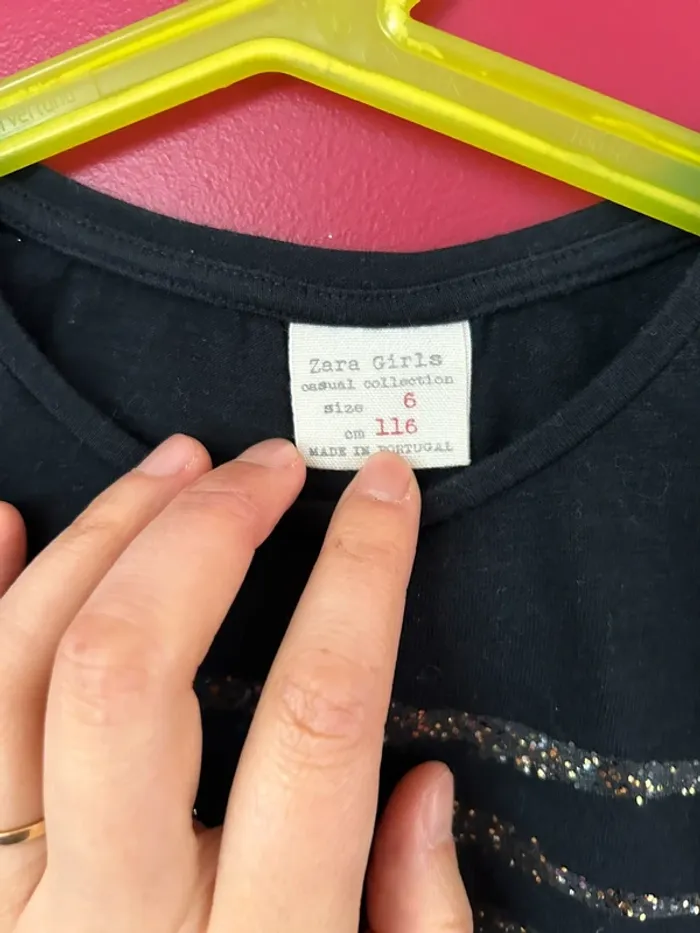 Zara Girls
casual collection
size 6
cm 116
MADE IN PORTUGAL